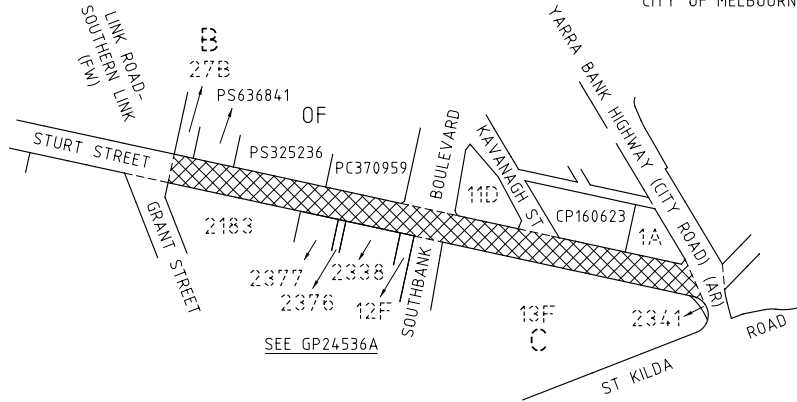 CITY OF MELBOURN
LINK ROAD-
SOUTHERN LINK
(FW)
B
27B
PS636841
OF
STURT STREET
PS325236
PC370959
BOULEVARD
KAVANAGH ST
YARRA BANK HIGHWAY (CITY ROAD) (AR)
11D
CP160623
1A
GRANT STREET
2183
2377
2376
2338
12F
SOUTHBANK
13F
C
2341
ROAD
SEE GP24536A
ST KILDA